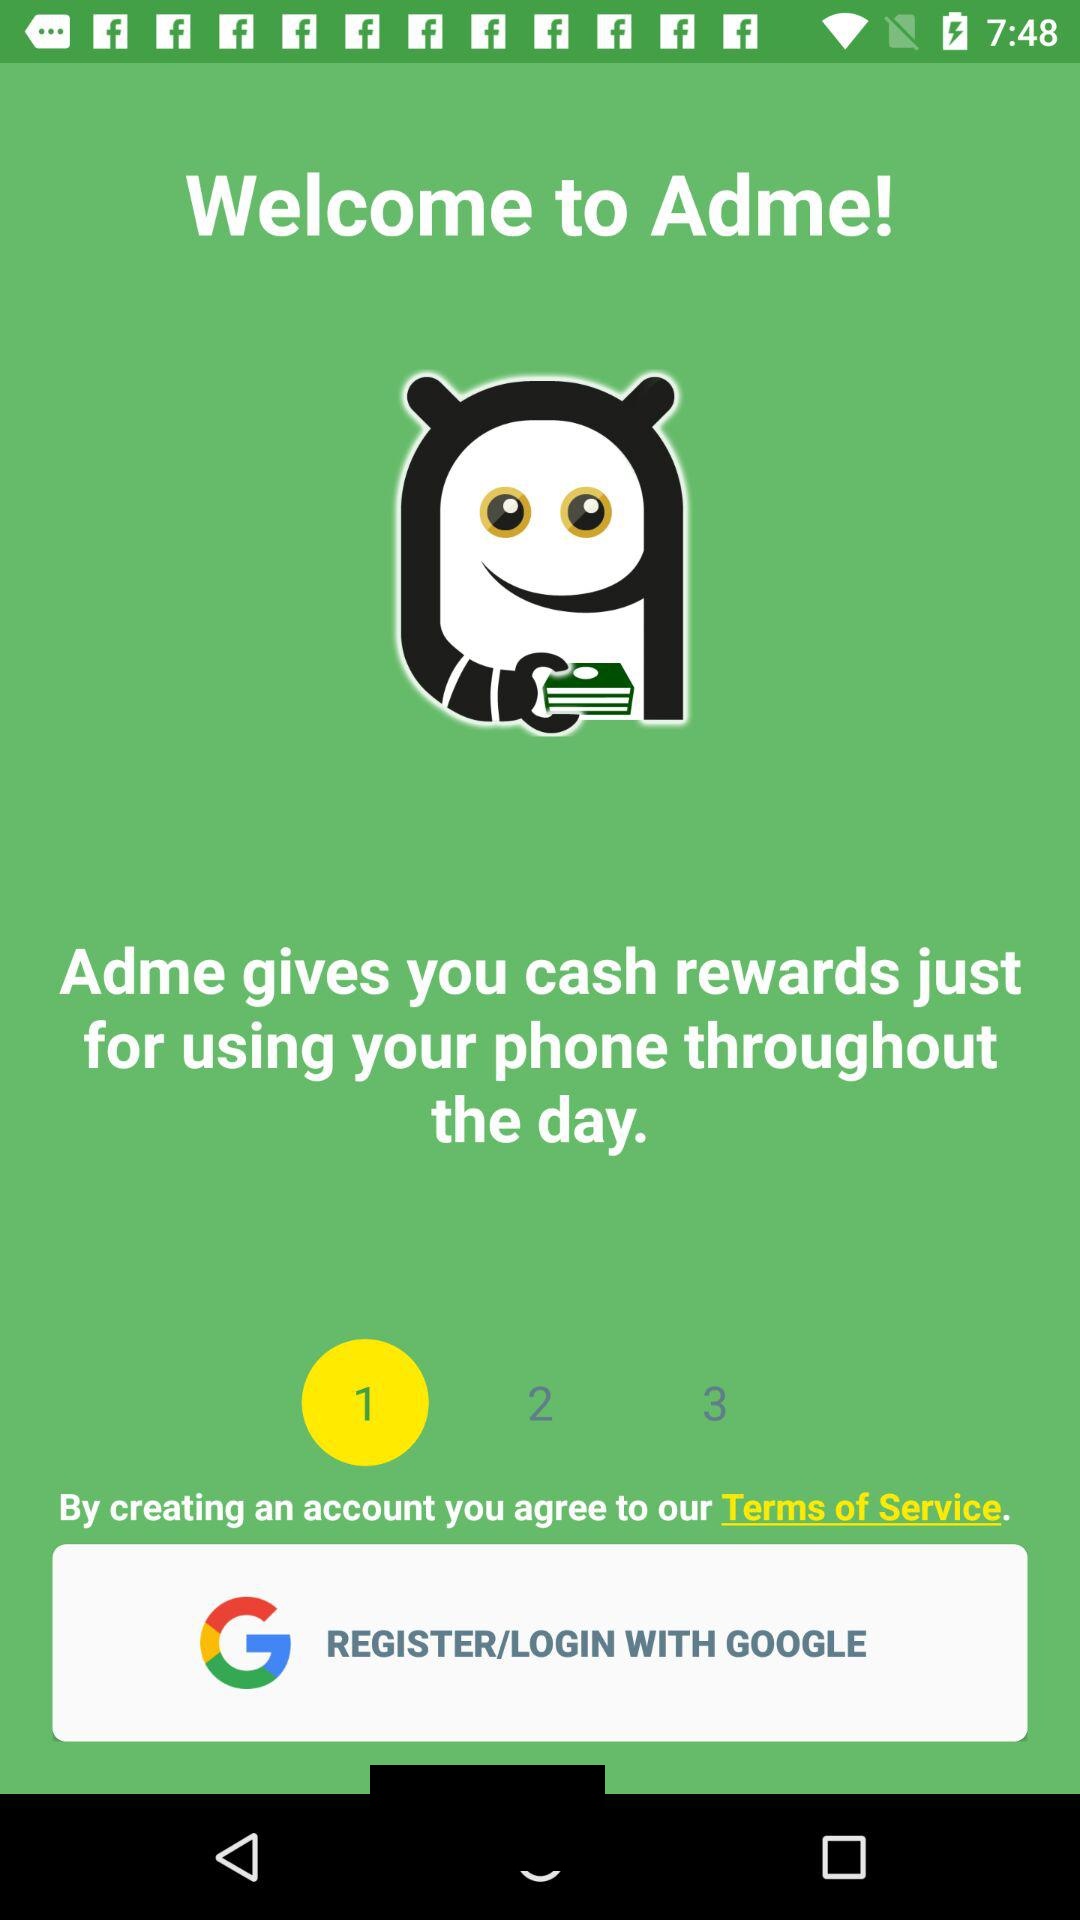 7:48
Welcome to Adme!
Adme gives you cash rewards just
for using your phone throughout
the day.
1 2 3
By creating an account you agree to our Terms of Service.
REGISTER/LOGIN WITH GOOGLE